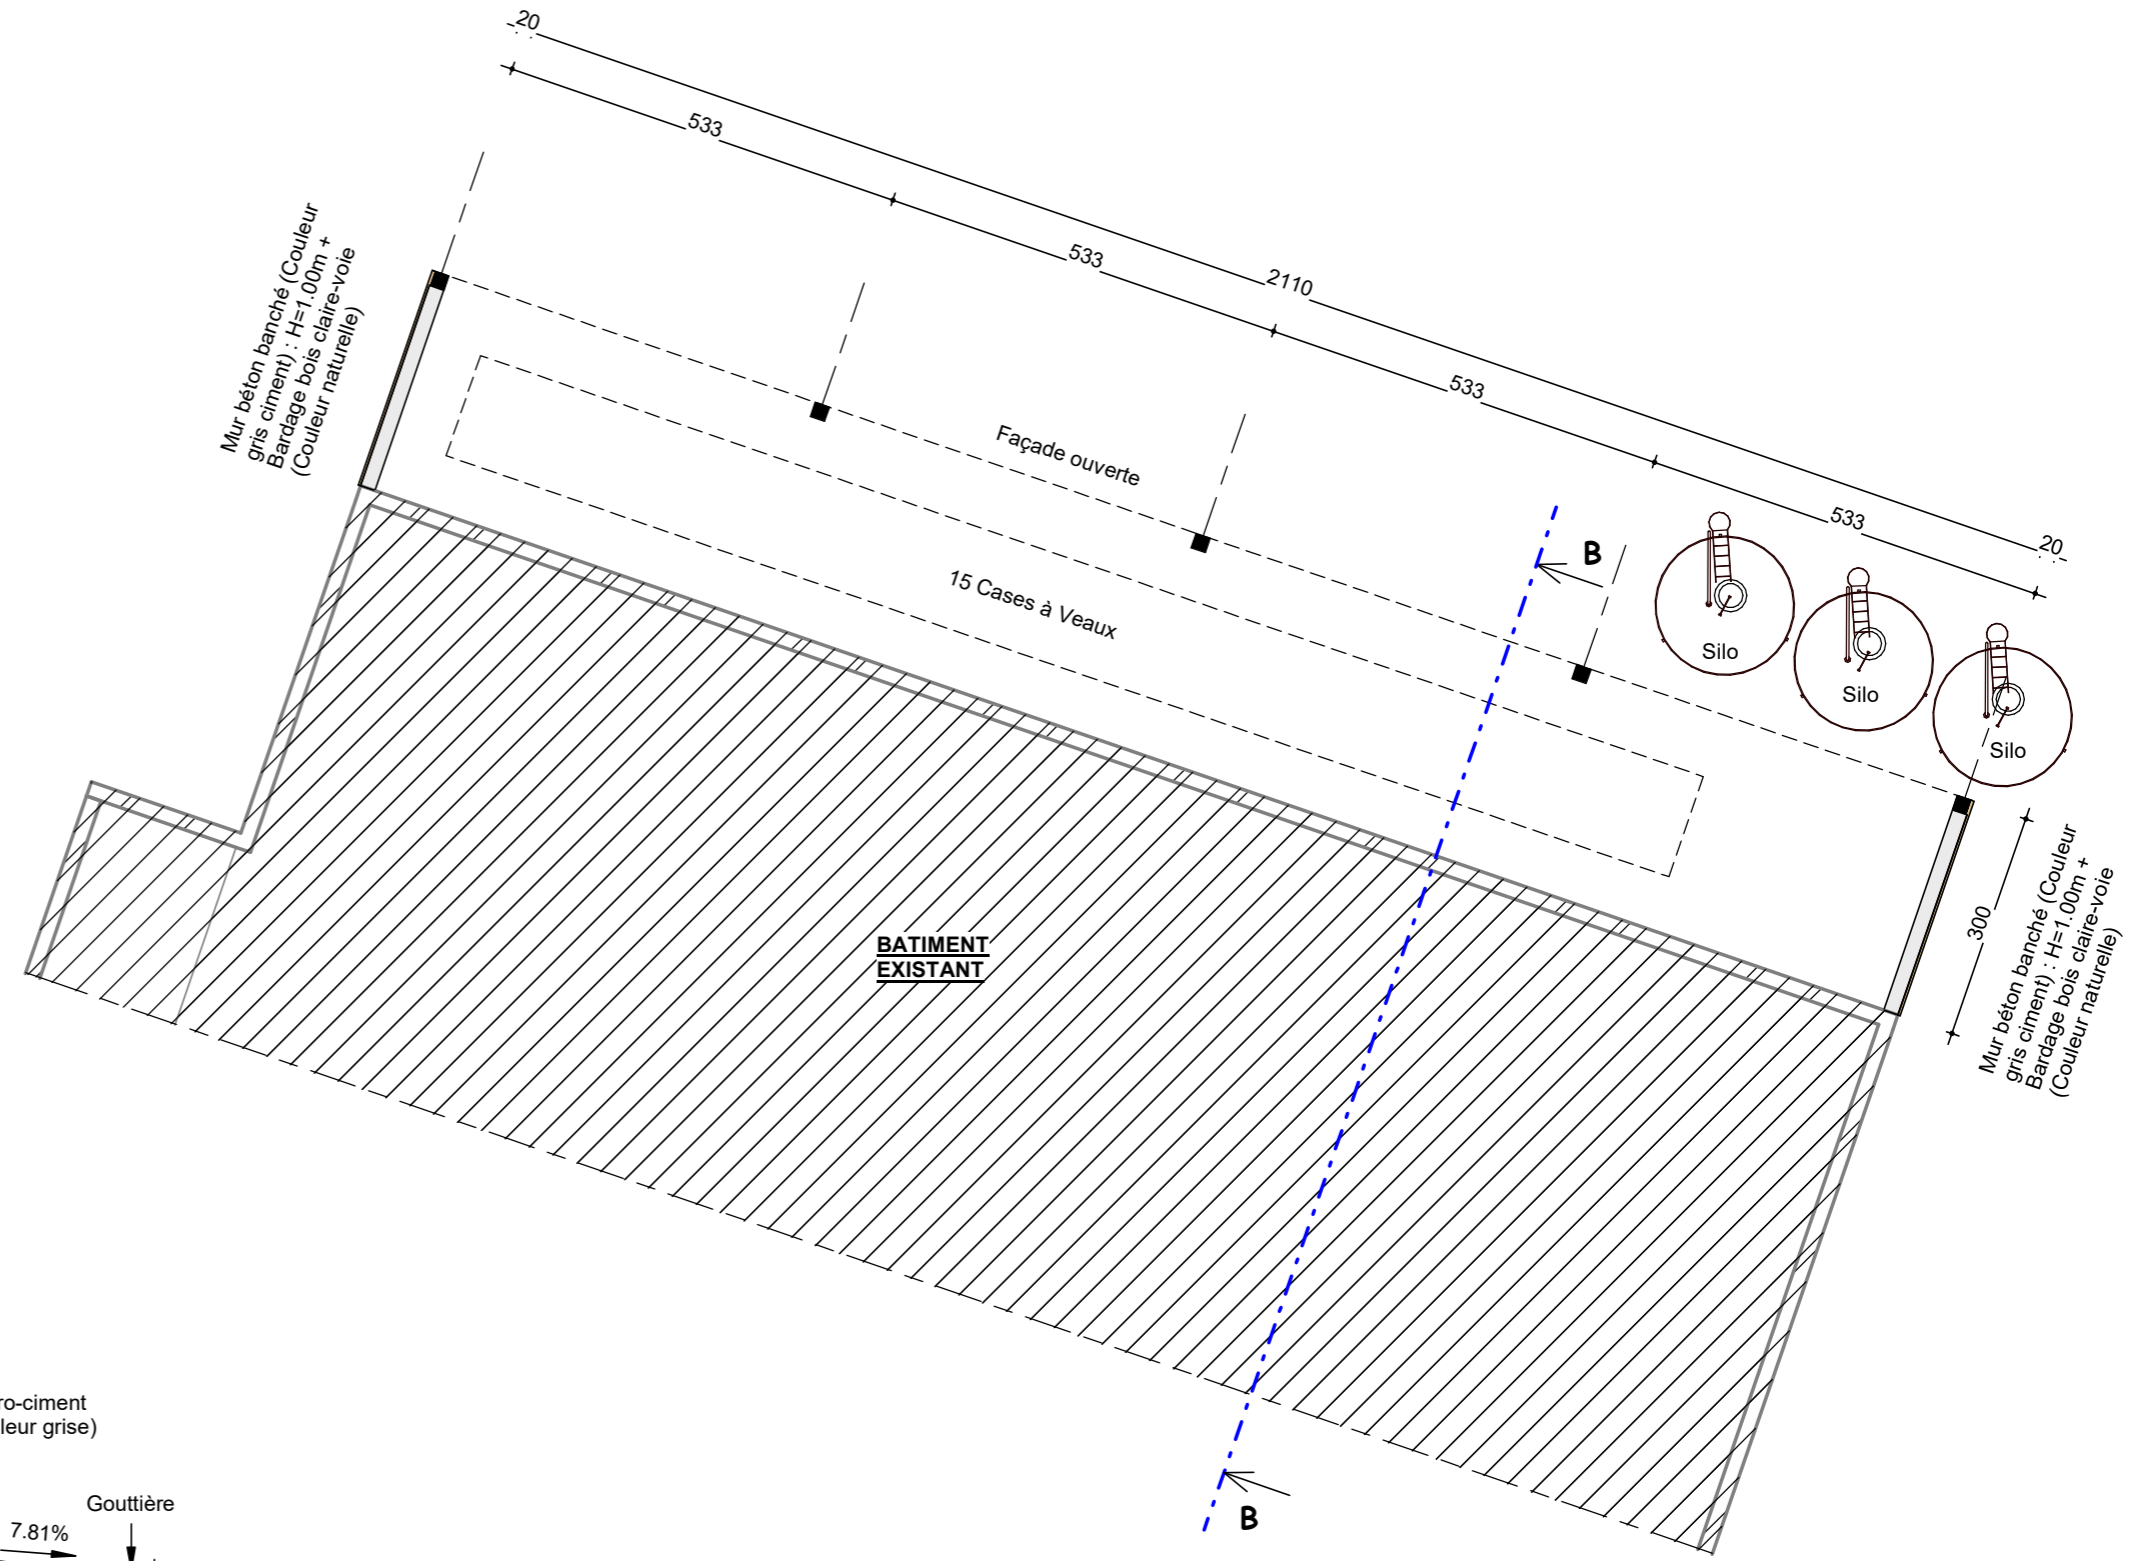 20
533
533
2110
533
533
20
Mur béton banché (Couleur
gris ciment) : H=1.00m +
Bardage bois claire-voie
(Couleur naturelle)
Façade ouverte
15 Cases à Veaux
B
Silo
Silo
Silo
300
Mur béton banché (Couleur
gris ciment) : H=1.00m +
Bardage bois claire-voie
(Couleur naturelle)
BATIMENT
EXISTANT
B
ro-ciment
leur grise)
Gouttière
7.81%